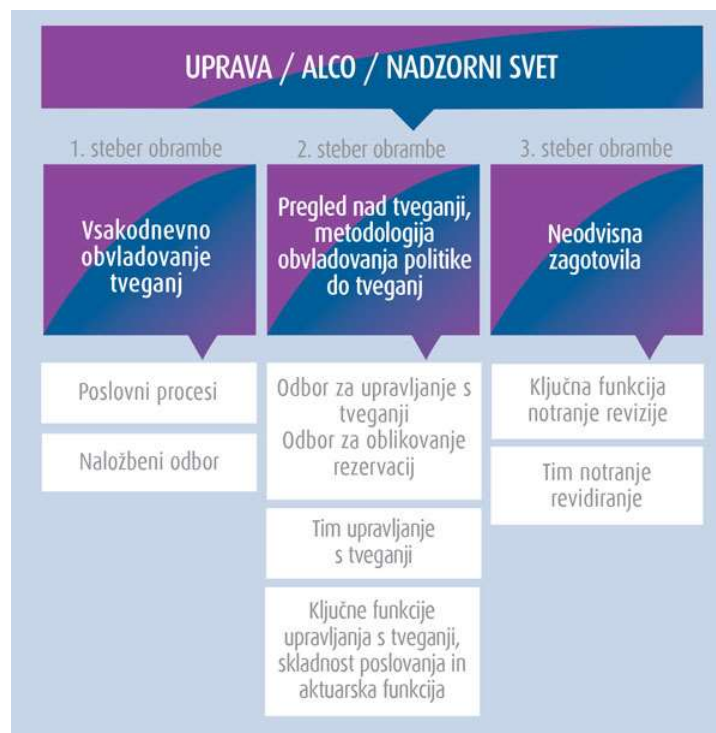 UPRAVA / ALCO / NADZORNI SVET
1. steber obrambe
Vsakodnevno
obvladovanje
tveganj
Poslovni procesi
Naložbeni odbor
2. steber obrambe
Pregled nad tveganji,
metodologija
obvladovanja politike
do tveganj
Odbor za upravljanje s
tveganji
Odbor za oblikovanje
rezervacij
Tim upravljanje
s tveganji
Ključne funkcije
upravljanja s tveganji,
skladnost poslovanja in
aktuarska funkcija
3. steber obrambe
Neodvisna
zagotovila
Ključna funkcija
notranje revizije
Tim notranje
revidiranje